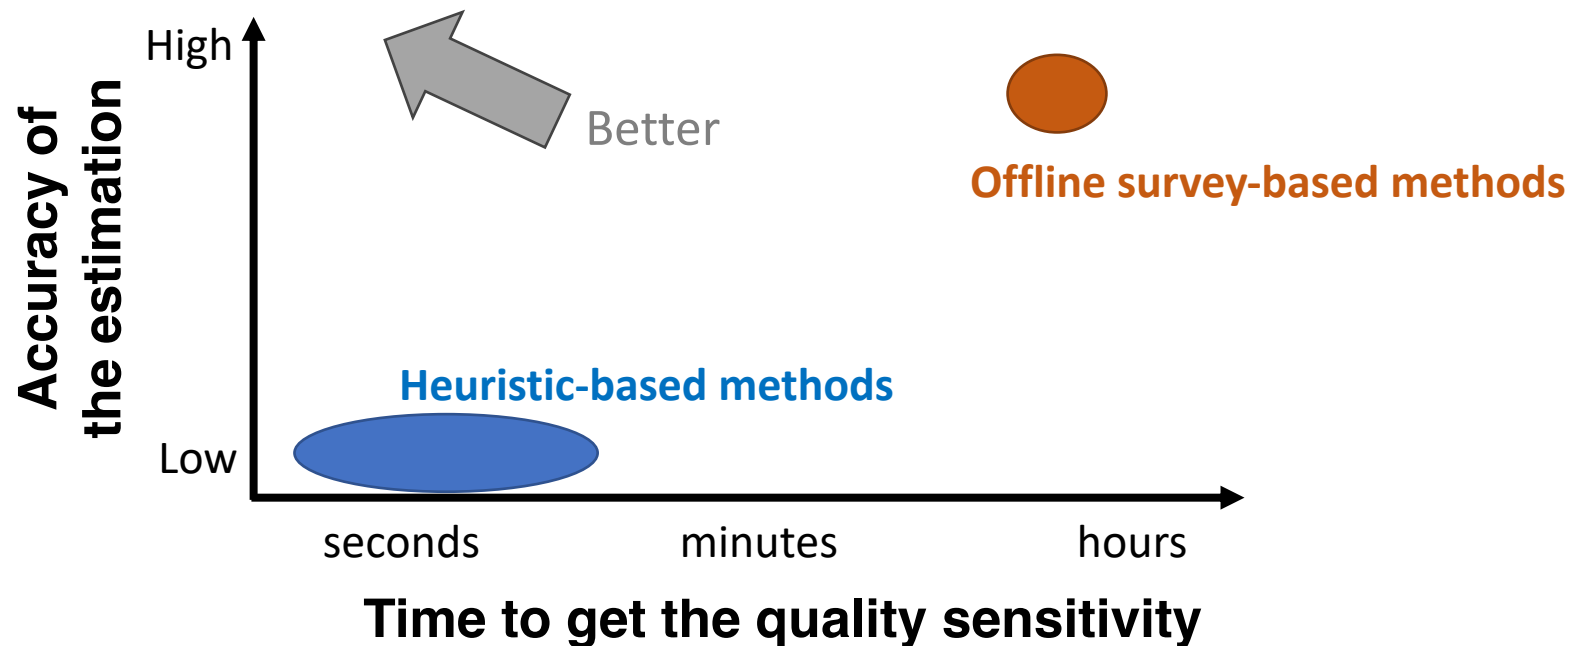 High
Accuracy of
the estimation
Better
Offline survey-based methods
Heuristic-based methods
Low
seconds
minutes
hours
Time to get the quality sensitivity